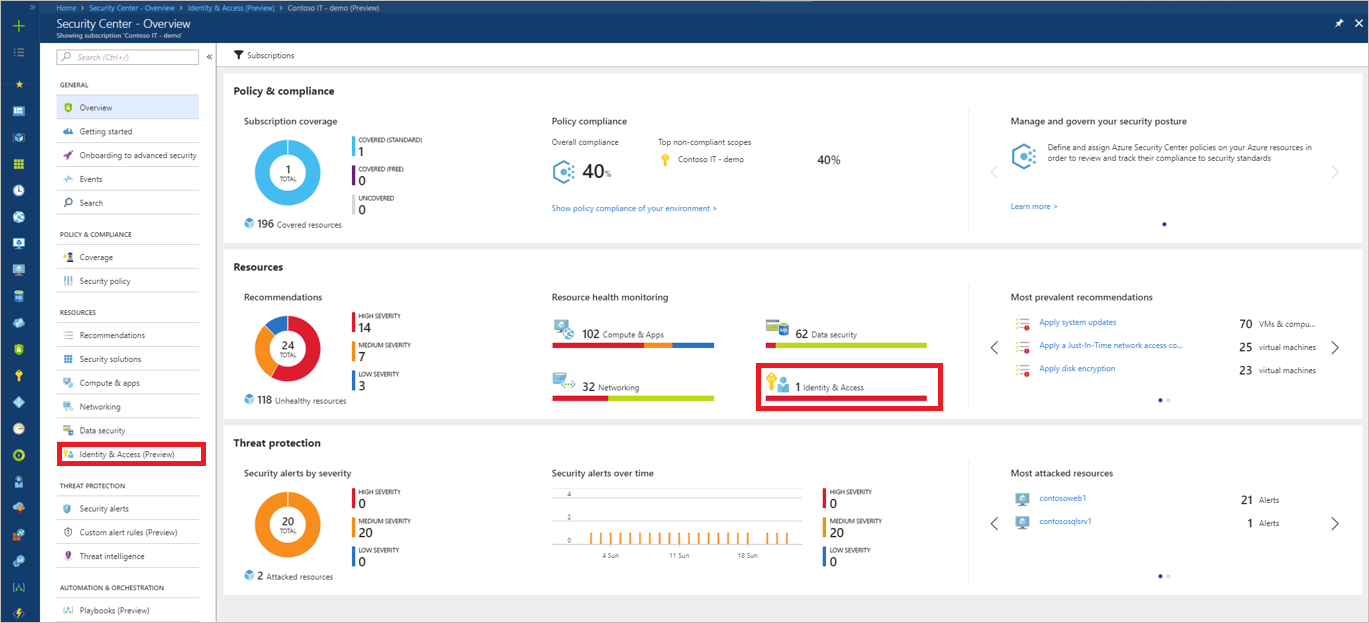 Home > Security Center - Overview > Identity & Access (Preview) > Contoso IT - demo (Preview)
Security Center - Overview
Showing subscription 'Contoso IT - demo'
Search (Ctrl+/)
Subscriptions
GENERAL
Overview
Getting started
Onboarding to advanced security
Events
Search
POLICY & COMPLIANCE
Coverage
Security policy
RESOURCES
Recommendations
Security solutions
Compute & apps
Networking
Data security
Identity & Access (Preview)
THREAT PROTECTION
Security alerts
Custom alert rules (Preview)
Threat intelligence
AUTOMATION & ORCHESTRATION
Playbooks (Preview)
Policy & compliance
Subscription coverage
1
TOTAL
COVERED (STANDARD)
1
COVERED (FREE)
0
UNCOVERED
0
196 Covered resources
Policy compliance
Overall compliance
40%
Top non-compliant scopes
Contoso IT - demo 40%
Show policy compliance of your environment >
Manage and govern your security posture
Define and assign Azure Security Center policies on your Azure resources in
order to review and track their compliance to security standards
Learn more >
Resources
Recommendations
24
TOTAL
HIGH SEVERITY
14
MEDIUM SEVERITY
7
LOW SEVERITY
3
118 Unhealthy resources
Resource health monitoring
102 Compute & Apps
62 Data security
32 Networking
1 Identity & Access
Most prevalent recommendations
Apply system updates 70 VMs & compu...
Apply a Just-In-Time network access co... 25 virtual machines
Apply disk encryption 23 virtual machines
Threat protection
Security alerts by severity
20
TOTAL
HIGH SEVERITY
0
MEDIUM SEVERITY
20
LOW SEVERITY
0
2 Attacked resources
Security alerts over time
4
2
0
4 Sun 11 Sun 18 Sun
HIGH SEVERITY
0
MEDIUM SEVERITY
20
LOW SEVERITY
0
Most attacked resources
contosoweb1 21 Alerts
contososqlsrv1 1 Alerts